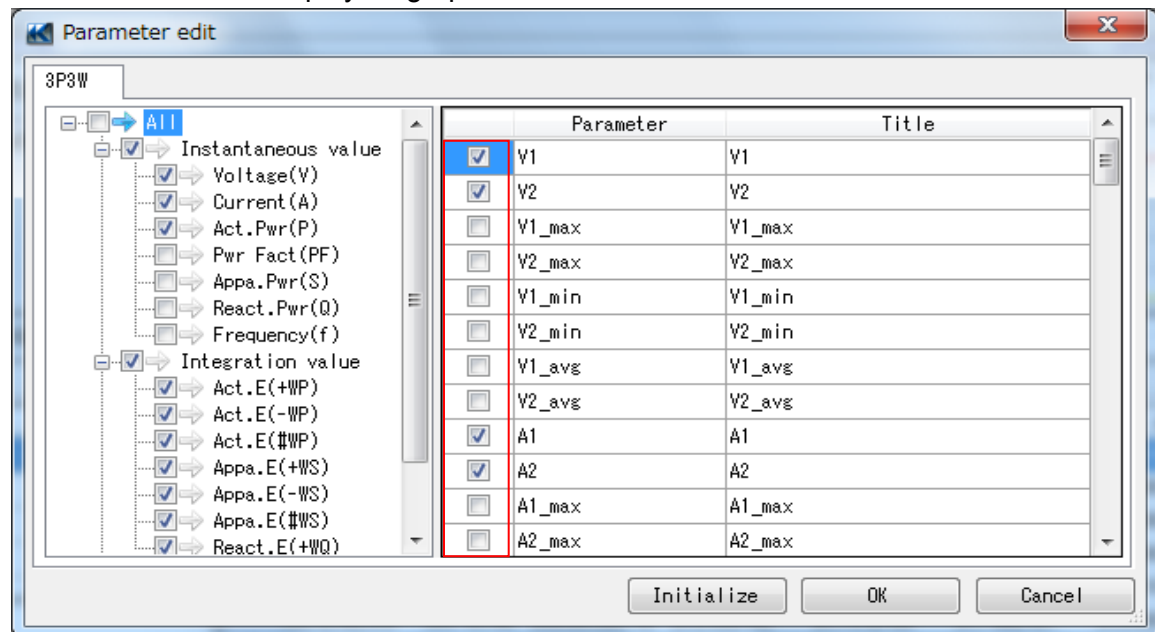 Parameter edit
3P3W
All
Instantaneous value
Voltage(V)
Current(A)
Act.Pwr(P)
Pwr Fact(PF)
Appa.Pwr(S)
React.Pwr(Q)
Frequency(f)
Integration value
Act.E(+WP)
Act.E(-WP)
Act.E(#WP)
Appa.E(+WS)
Appa.E(-WS)
Appa.E(#WS)
React.E(+WQ)
Parameter Title
V1 V1
V2 V2
V1_max V1_max
V2_max V2_max
V1_min V1_min
V2_min V2_min
V1_avg V1_avg
V2_avg V2_avg
A1 A1
A2 A2
A1_max A1_max
A2_max A2_max
Initialize OK Cancel